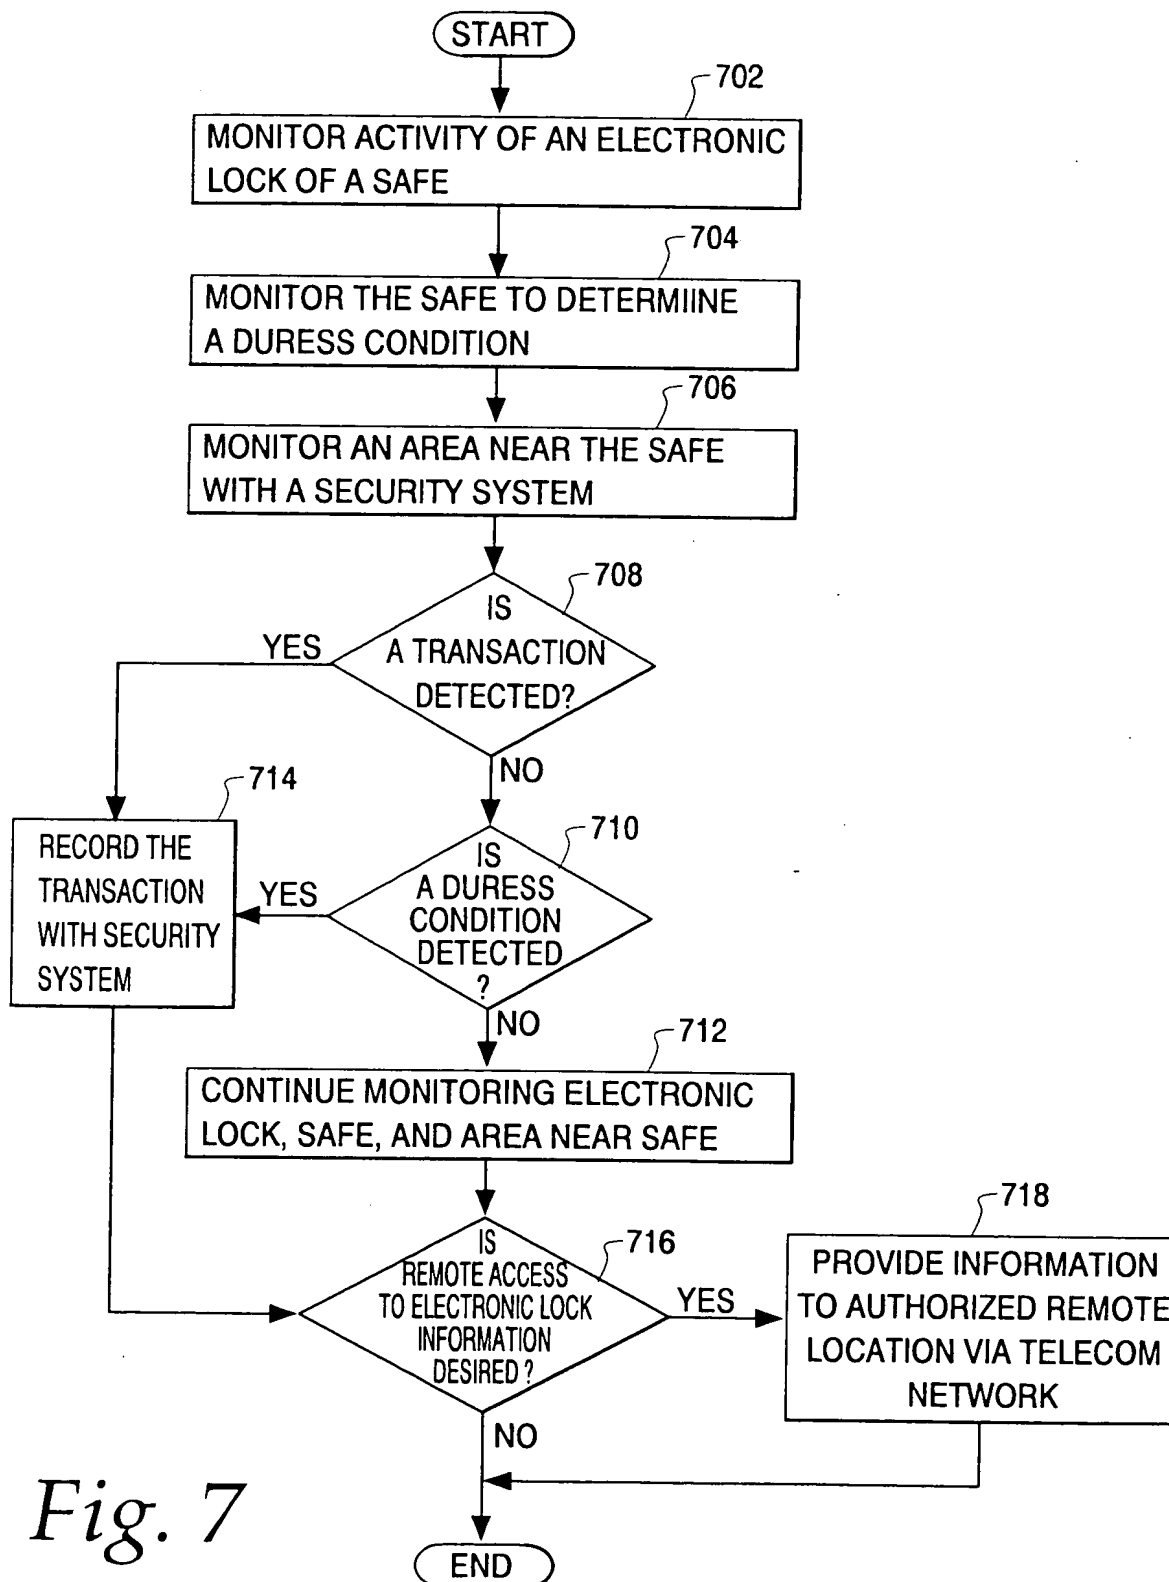 START
702
MONITOR ACTIVITY OF AN ELECTRONIC
LOCK OF A SAFE
704
MONITOR THE SAFE TO DETERMIINE
A DURESS CONDITION
706
MONITOR AN AREA NEAR THE SAFE
WITH A SECURITY SYSTEM
708
IS
A TRANSACTION
DETECTED?
YES
NO
714
RECORD THE
TRANSACTION
WITH SECURITY
SYSTEM
710
IS
A DURESS
CONDITION
DETECTED
?
YES
NO
712
CONTINUE MONITORING ELECTRONIC
LOCK, SAFE, AND AREA NEAR SAFE
716
IS
REMOTE ACCESS
TO ELECTRONIC LOCK
INFORMATION
DESIRED ?
YES
NO
718
PROVIDE INFORMATION
TO AUTHORIZED REMOTE
LOCATION VIA TELECOM
NETWORK
END
Fig. 7